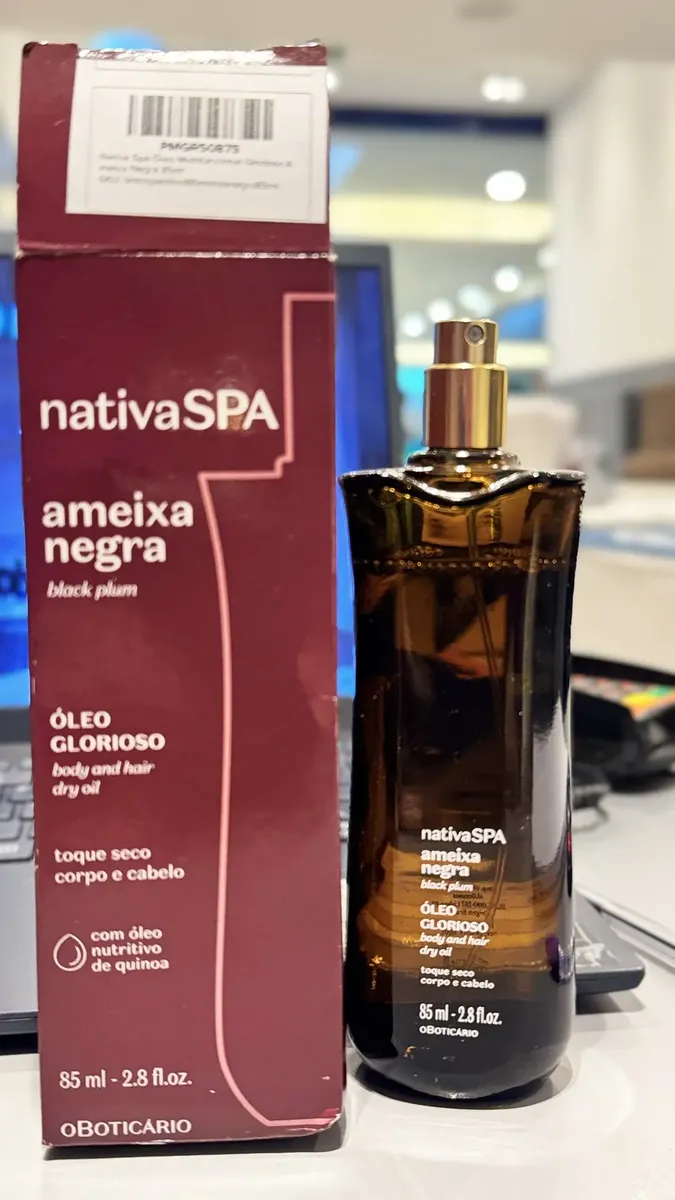 PMGPS0875
nativaSPA
ameixa
negra
black plum
ÓLEO
GLORIOSO
body and hair
dry oil
toque seco
corpo e cabelo
com óleo
nutritivo
de quinoa
85 ml - 2.8 fl.oz.
oBOTICÁRIO
nativaSPA
ameixa
negra
black plum
ÓLEO
GLORIOSO
body and hair
dry oil
toque seco
corpo e cabelo
85 ml - 2.8 fl.oz.
oBOTICÁRIO